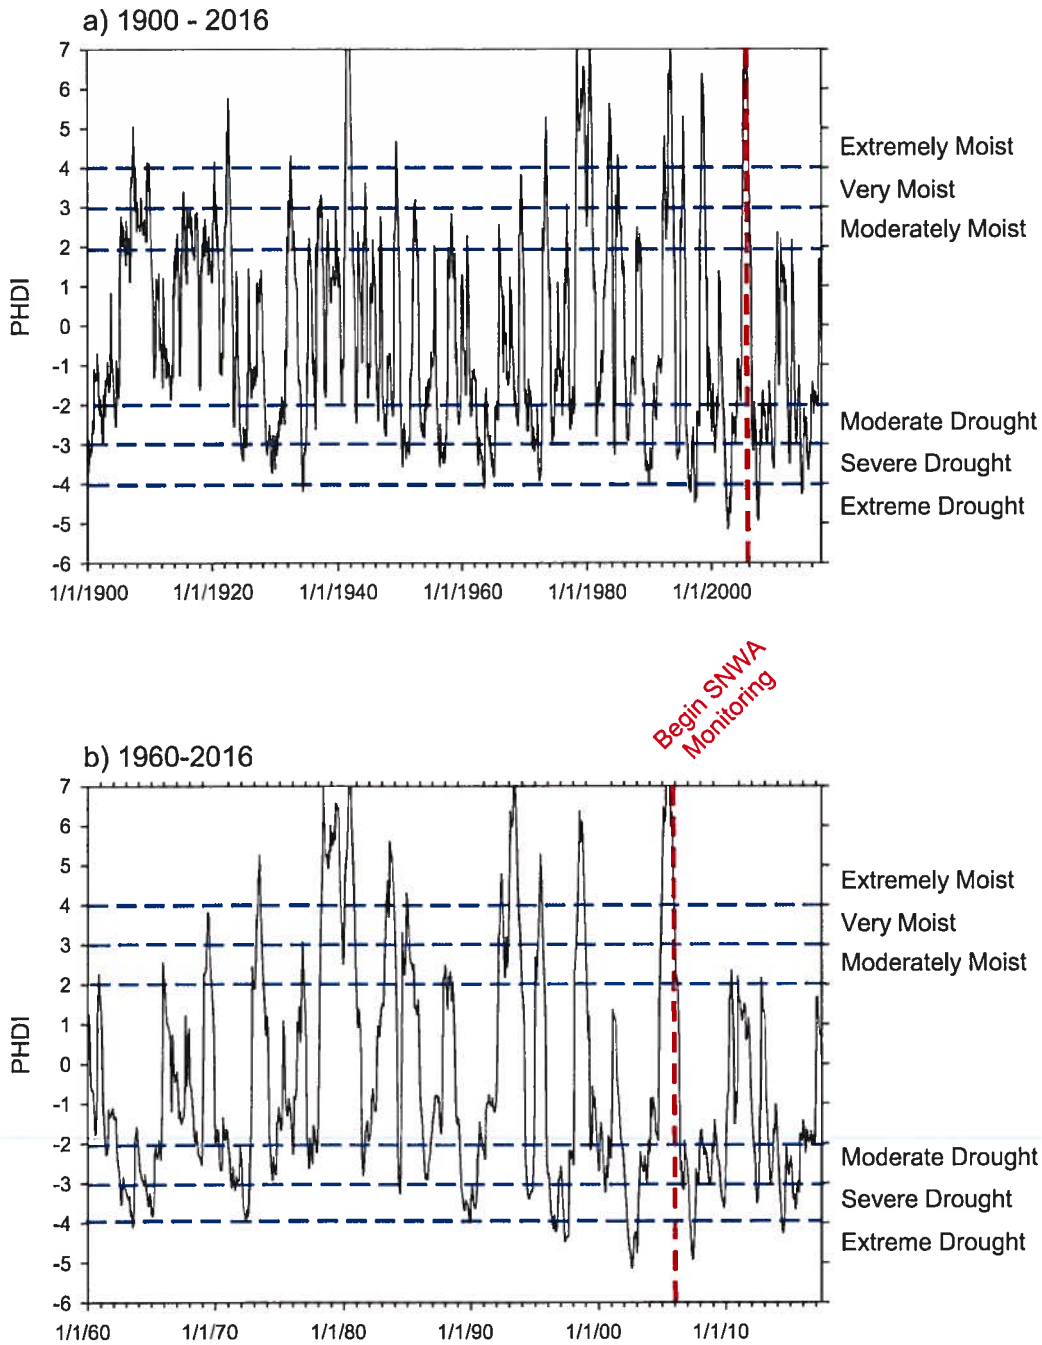 a) 1900 - 2016
7
6
5
4
3
2
1
0
-1
-2
-3
-4
-5
-6
PHDI
Extremely Moist
Very Moist
Moderately Moist
Moderate Drought
Severe Drought
Extreme Drought
1/1/1900 1/1/1920 1/1/1940 1/1/1960 1/1/1980 1/1/2000
Begin SNWA
Monitoring
b) 1960-2016
7
6
5
4
3
2
1
0
-1
-2
-3
-4
-5
-6
PHDI
Extremely Moist
Very Moist
Moderately Moist
Moderate Drought
Severe Drought
Extreme Drought
1/1/60 1/1/70 1/1/80 1/1/90 1/1/00 1/1/10